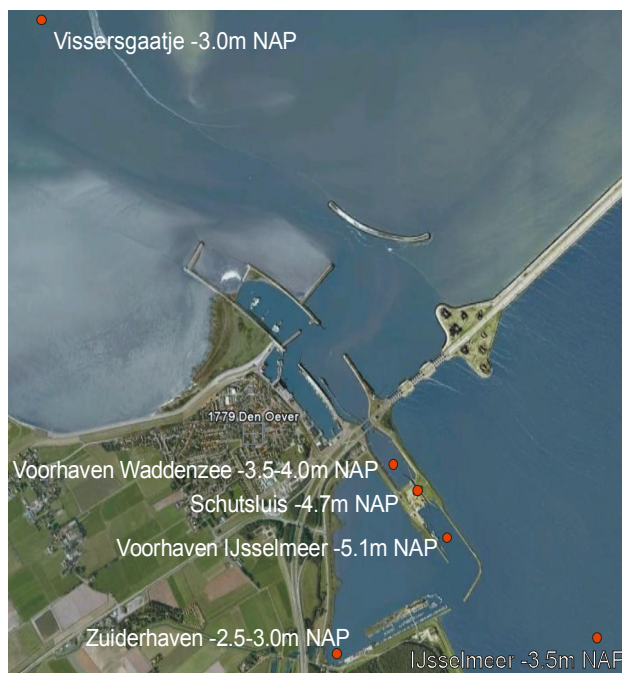 Vissersgaatje -3.0m NAP
1779 Den Oever
Voorhaven Waddenzee -3.5-4.0m NAP
Schutsluis -4.7m NAP
Voorhaven IJsselmeer -5.1m NAP
Zuiderhaven -2.5-3.0m NAP
IJsselmeer -3.5m NAP